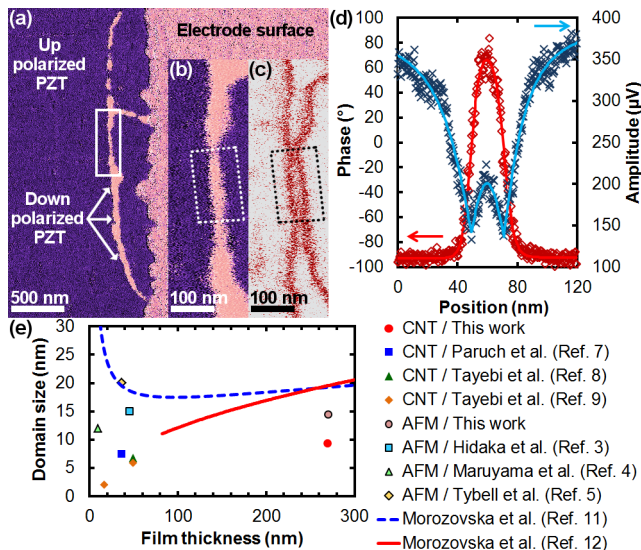 (a)
Electrode surface
Up
polarized
PZT
(b)
(c)
Down
polarized
PZT
500 nm
100 nm
100 nm
(d)
100
80
60
40
20
0
-20
-40
-60
-80
-100
Phase (°)
400
350
300
250
200
150
100
Amplitude (µV)
0
40
80
120
Position (nm)
(e)
30
25
20
15
10
5
0
Domain size (nm)
0
100
200
300
Film thickness (nm)
CNT / This work
CNT / Paruch et al. (Ref. 7)
CNT / Tayebi et al. (Ref. 8)
CNT / Tayebi et al. (Ref. 9)
AFM / This work
AFM / Hidaka et al. (Ref. 3)
AFM / Maruyama et al. (Ref. 4)
AFM / Tybell et al. (Ref. 5)
Morozovska et al. (Ref. 11)
Morozovska et al. (Ref. 12)